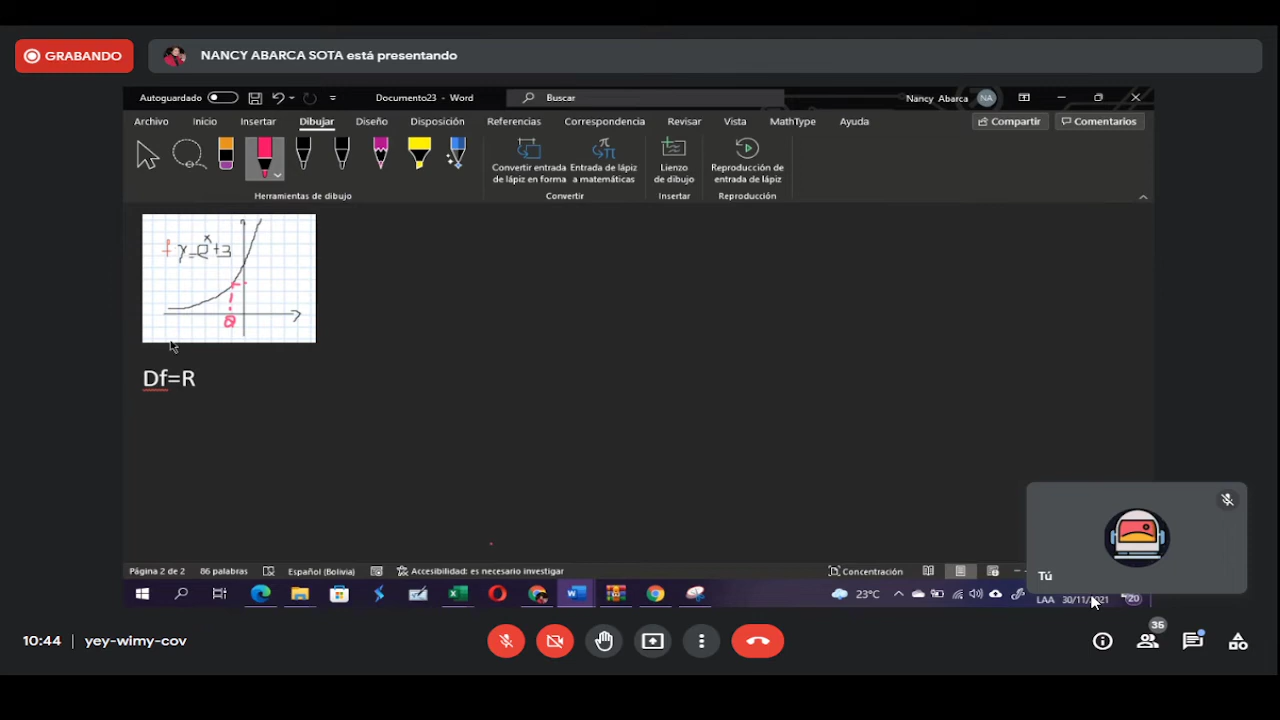 GRABANDO
NANCY ABARCA SOTA está presentando
Autoguardado Documento23 - Word Buscar Nancy Abarca NA
Archivo Inicio Insertar Dibujar Diseño Disposición Referencias Correspondencia Revisar Vista MathType Ayuda Compartir Comentarios
Convertir entrada de lápiz en forma
Entrada de lápiz a matemáticas
Lienzo de dibujo
Reproducción de entrada de lápiz
Herramientas de dibujo Convertir Insertar Reproducción
f y=e^x+3
Df=R
Tú
Página 2 de 2 86 palabras Español (Bolivia) Accesibilidad: es necesario investigar Concentración
23°C
LAA 30/11/2021 20
10:44 | yey-wimy-cov
35